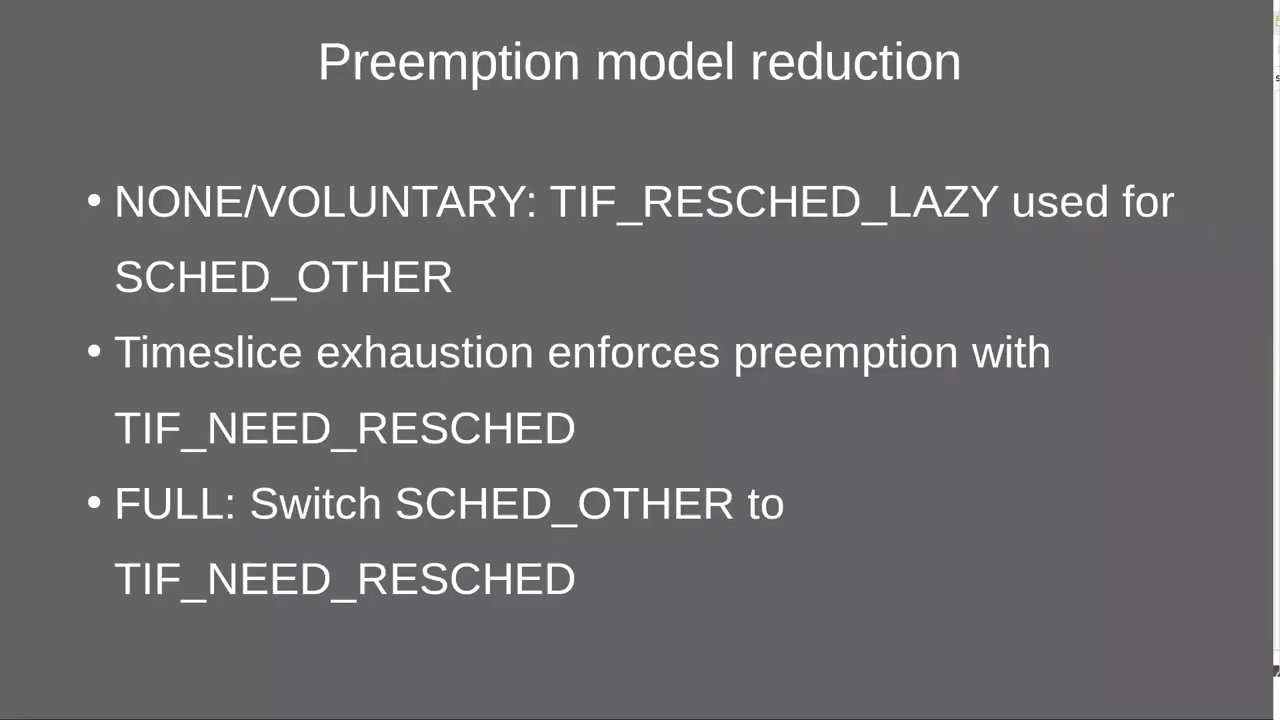 Preemption model reduction
• NONE/VOLUNTARY: TIF_RESCHED_LAZY used for
SCHED_OTHER
• Timeslice exhaustion enforces preemption with
TIF_NEED_RESCHED
• FULL: Switch SCHED_OTHER to
TIF_NEED_RESCHED